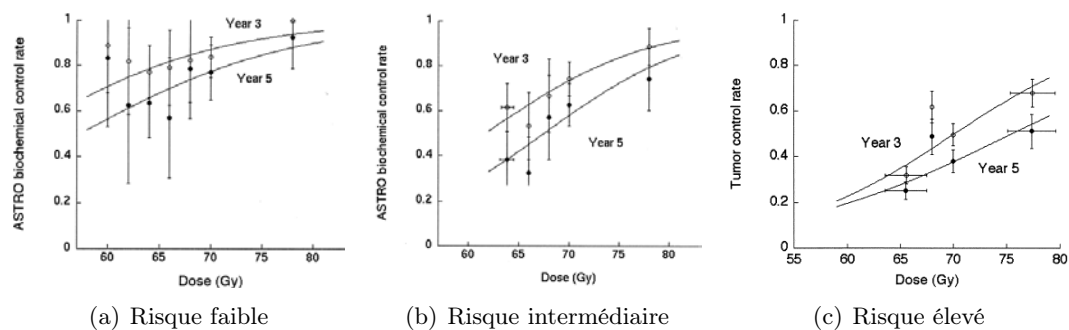 ASTRO biochemical control rate
1
0.8
0.6
0.4
0.2
0
Year 3
Year 5
60 65 70 75 80
Dose (Gy)
(a) Risque faible
ASTRO biochemical control rate
1
0.8
0.6
0.4
0.2
0
Year 3
Year 5
60 65 70 75 80
Dose (Gy)
(b) Risque intermédiaire
Tumor control rate
1
0.8
0.6
0.4
0.2
0
Year 3
Year 5
55 60 65 70 75 80
Dose (Gy)
(c) Risque élevé